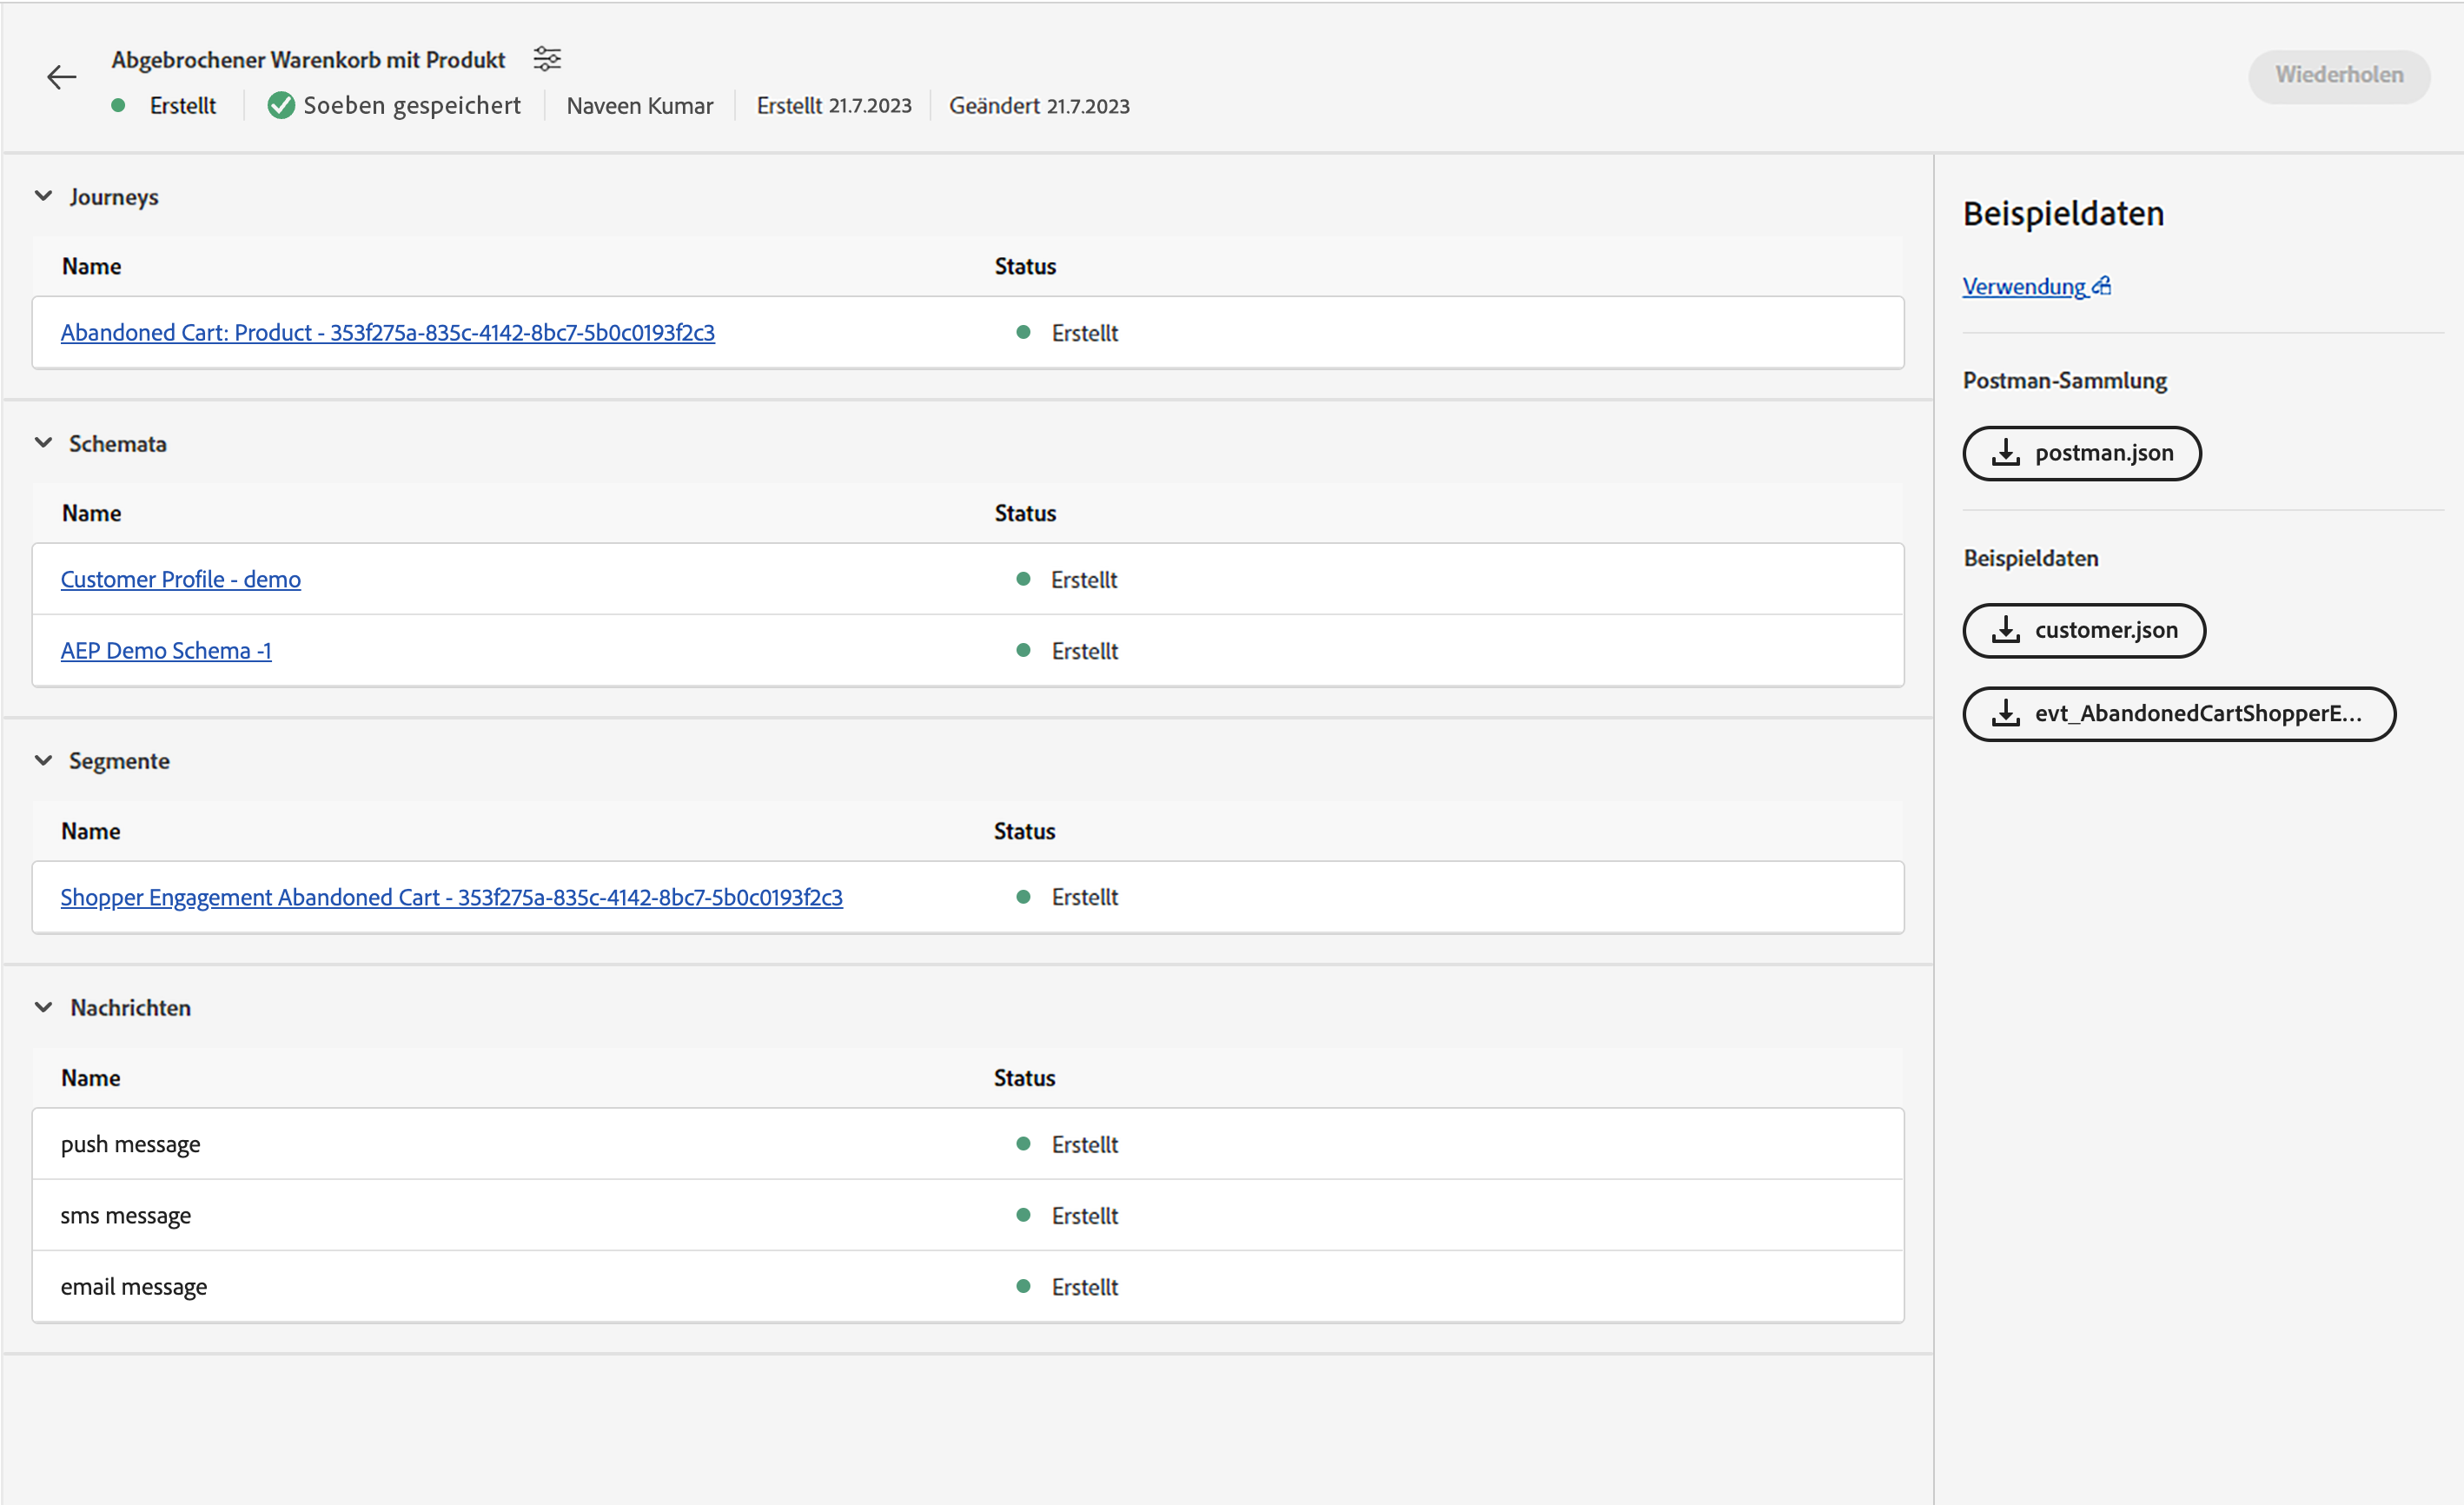 Abgebrochener Warenkorb mit Produkt
Erstellt
Soeben gespeichert
Naveen Kumar
Erstellt 21.7.2023
Geändert 21.7.2023
Wiederholen
Journeys
Name Status
Abandoned Cart: Product - 353f275a-835c-4142-8bc7-5b0c0193f2c3 Erstellt
Schemata
Name Status
Customer Profile - demo Erstellt
AEP Demo Schema -1 Erstellt
Segmente
Name Status
Shopper Engagement Abandoned Cart - 353f275a-835c-4142-8bc7-5b0c0193f2c3 Erstellt
Nachrichten
Name Status
push message Erstellt
sms message Erstellt
email message Erstellt
Beispieldaten
Verwendung
Postman-Sammlung
postman.json
Beispieldaten
customer.json
evt_AbandonedCartShopperE...